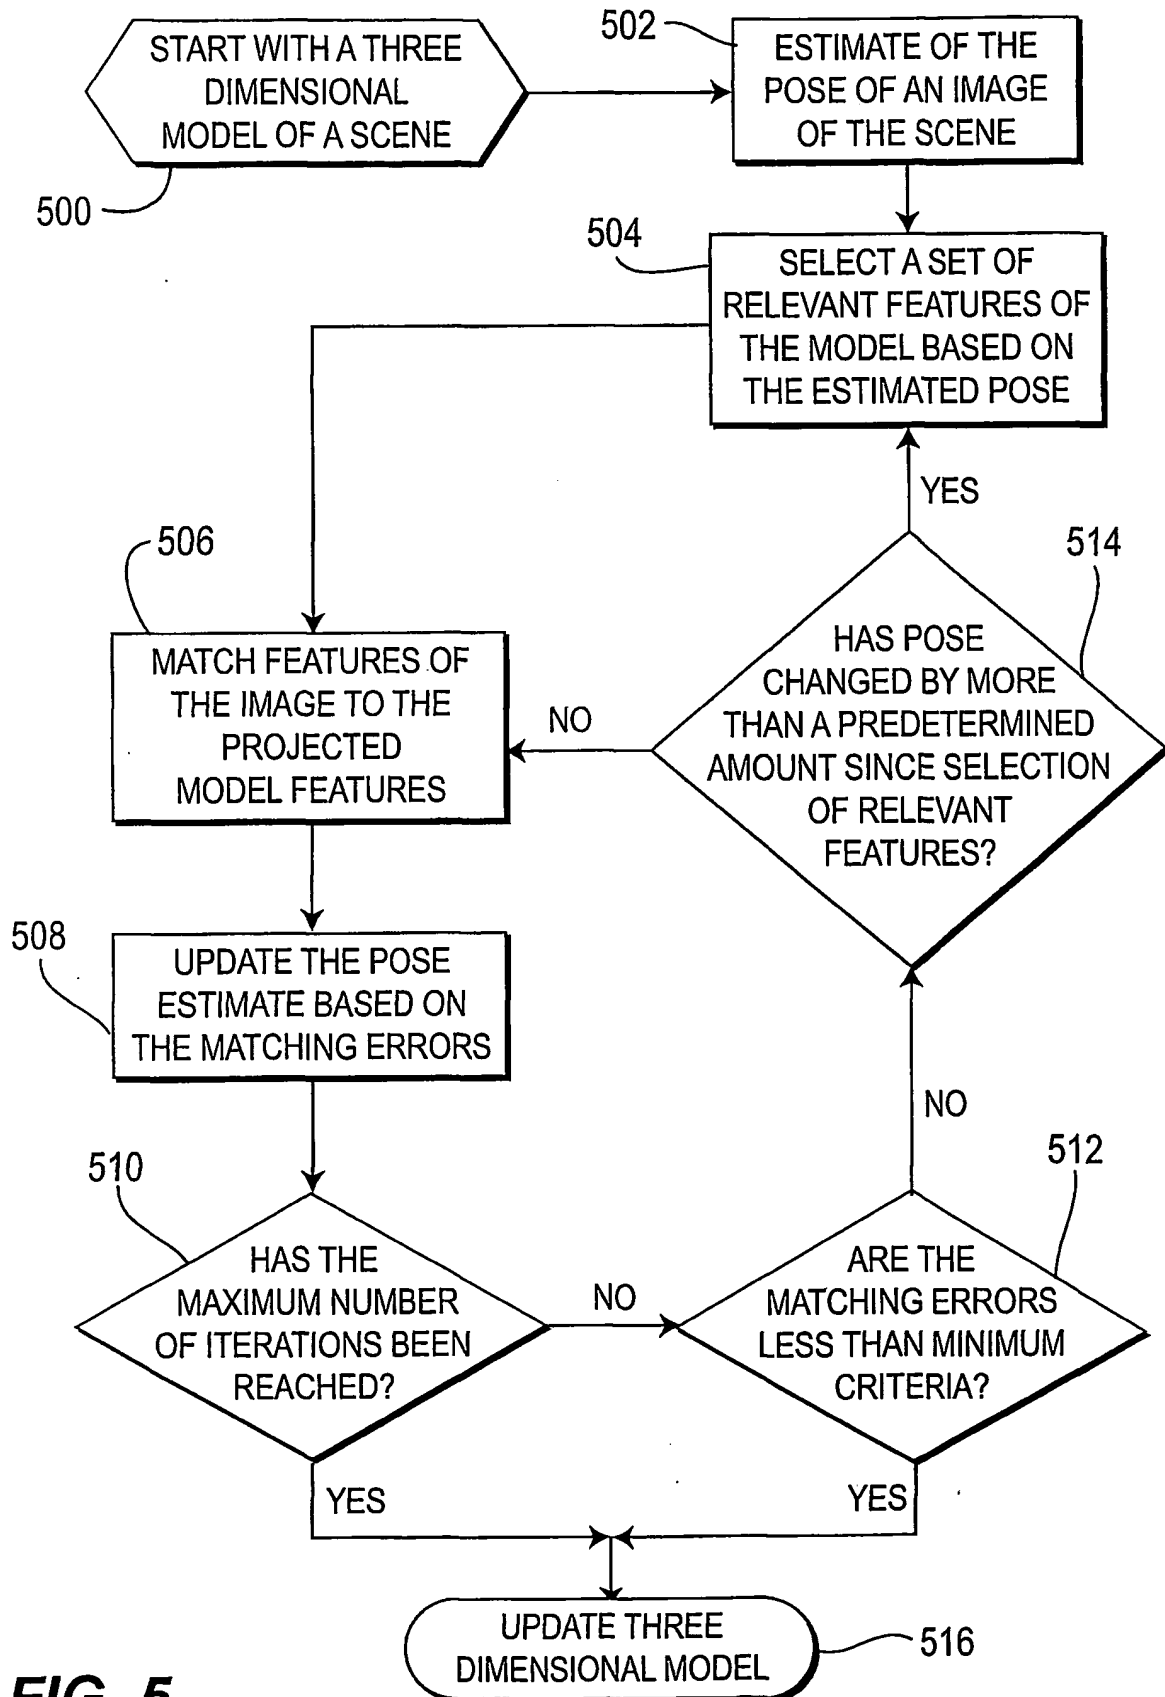 START WITH A THREE
DIMENSIONAL
MODEL OF A SCENE
500
502
ESTIMATE OF THE
POSE OF AN IMAGE
OF THE SCENE
504
SELECT A SET OF
RELEVANT FEATURES OF
THE MODEL BASED ON
THE ESTIMATED POSE
YES
506
MATCH FEATURES OF
THE IMAGE TO THE
PROJECTED
MODEL FEATURES
NO
514
HAS POSE
CHANGED BY MORE
THAN A PREDETERMINED
AMOUNT SINCE SELECTION
OF RELEVANT
FEATURES?
508
UPDATE THE POSE
ESTIMATE BASED ON
THE MATCHING ERRORS
NO
510
HAS THE
MAXIMUM NUMBER
OF ITERATIONS BEEN
REACHED?
NO
512
ARE THE
MATCHING ERRORS
LESS THAN MINIMUM
CRITERIA?
YES
YES
UPDATE THREE
DIMENSIONAL MODEL
516
FIG. 5